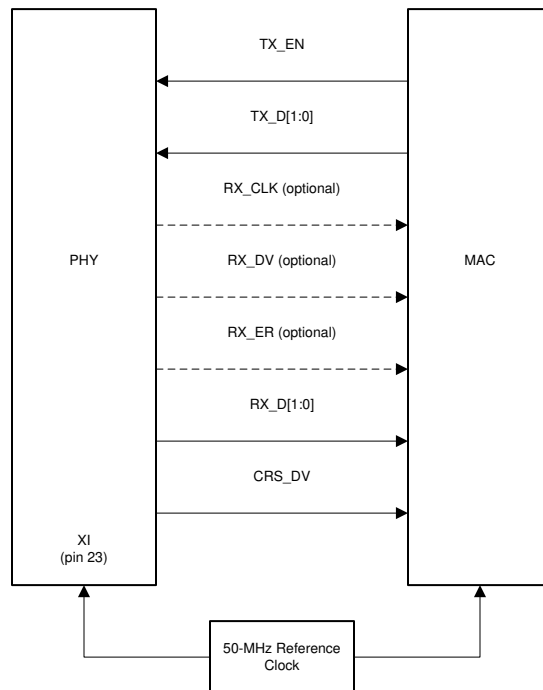 TX_EN
TX_D[1:0]
RX_CLK (optional)
PHY
RX_DV (optional)
MAC
RX_ER (optional)
RX_D[1:0]
CRS_DV
XI
(pin 23)
50-MHz Reference
Clock